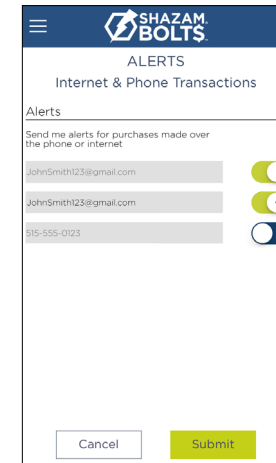 SHAZAM.
BOLT$.
ALERTS
Internet & Phone Transactions
Alerts
Send me alerts for purchases made over
the phone or internet
JohnSmith123@gmail.com
JohnSmith123@gmail.com
515-555-0123
Cancel
Submit